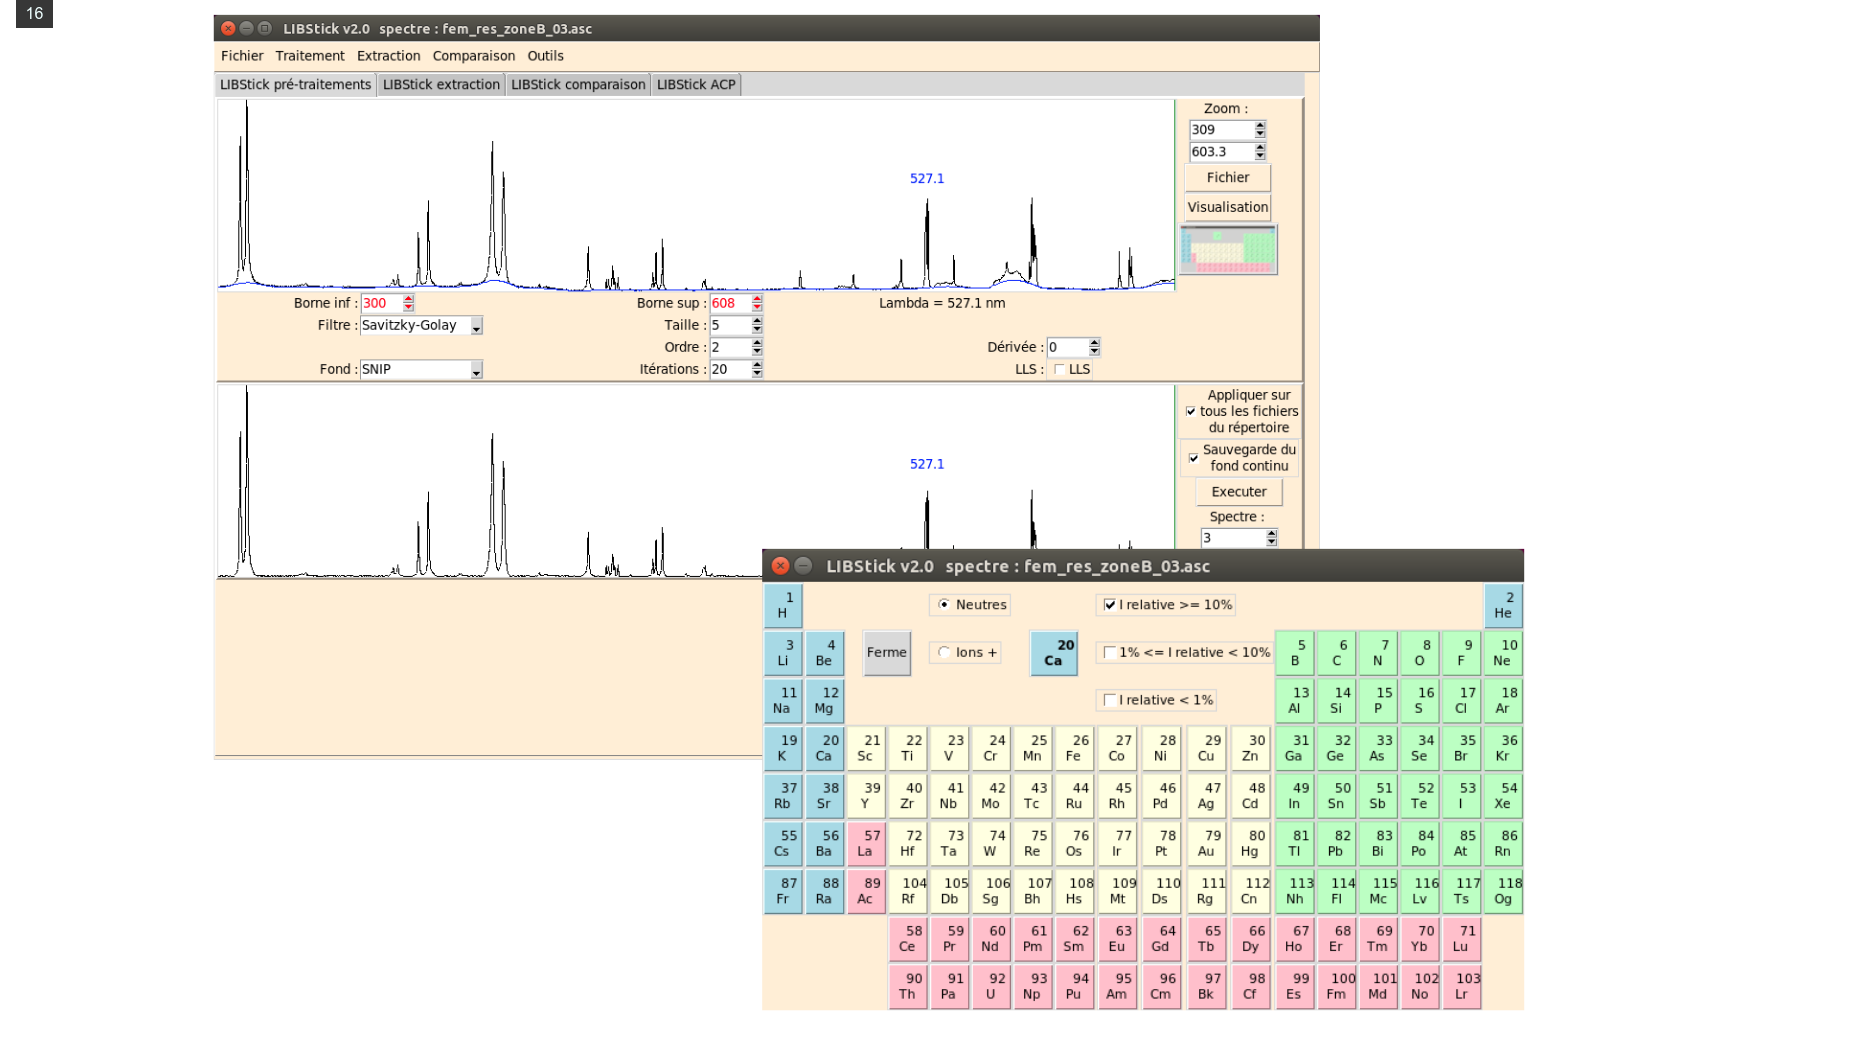 16
LIBStick v2.0 spectre : fem_res_zoneB_03.asc
Fichier Traitement Extraction Comparaison Outils
LIBStick pré-traitements LIBStick extraction LIBStick comparaison LIBStick ACP
Zoom :
309
603.3
Fichier
Visualisation
527.1
Borne inf : 300 Borne sup : 608 Lambda = 527.1 nm
Filtre : Savitzky-Golay Taille : 5
Ordre : 2 Dérivée : 0
Fond : SNIP Itérations : 20 LLS : LLS
Appliquer sur
tous les fichiers
du répertoire
Sauvegarde du
fond continu
Executer
Spectre :
3
527.1
LIBStick v2.0 spectre : fem_res_zoneB_03.asc
1 2
H Neutres I relative >= 10% He
3 4 20 5 6 7 8 9 10
Li Be Ferme Ions + Ca 1% <= I relative < 10% B C N O F Ne
11 12 13 14 15 16 17 18
Na Mg I relative < 1% Al Si P S Cl Ar
19 20 21 22 23 24 25 26 27 28 29 30 31 32 33 34 35 36
K Ca Sc Ti V Cr Mn Fe Co Ni Cu Zn Ga Ge As Se Br Kr
37 38 39 40 41 42 43 44 45 46 47 48 49 50 51 52 53 54
Rb Sr Y Zr Nb Mo Tc Ru Rh Pd Ag Cd In Sn Sb Te I Xe
55 56 57 72 73 74 75 76 77 78 79 80 81 82 83 84 85 86
Cs Ba La Hf Ta W Re Os Ir Pt Au Hg Tl Pb Bi Po At Rn
87 88 89 104 105 106 107 108 109 110 111 112 113 114 115 116 117 118
Fr Ra Ac Rf Db Sg Bh Hs Mt Ds Rg Cn Nh Fl Mc Lv Ts Og
58 59 60 61 62 63 64 65 66 67 68 69 70 71
Ce Pr Nd Pm Sm Eu Gd Tb Dy Ho Er Tm Yb Lu
90 91 92 93 94 95 96 97 98 99 100 101 102 103
Th Pa U Np Pu Am Cm Bk Cf Es Fm Md No Lr